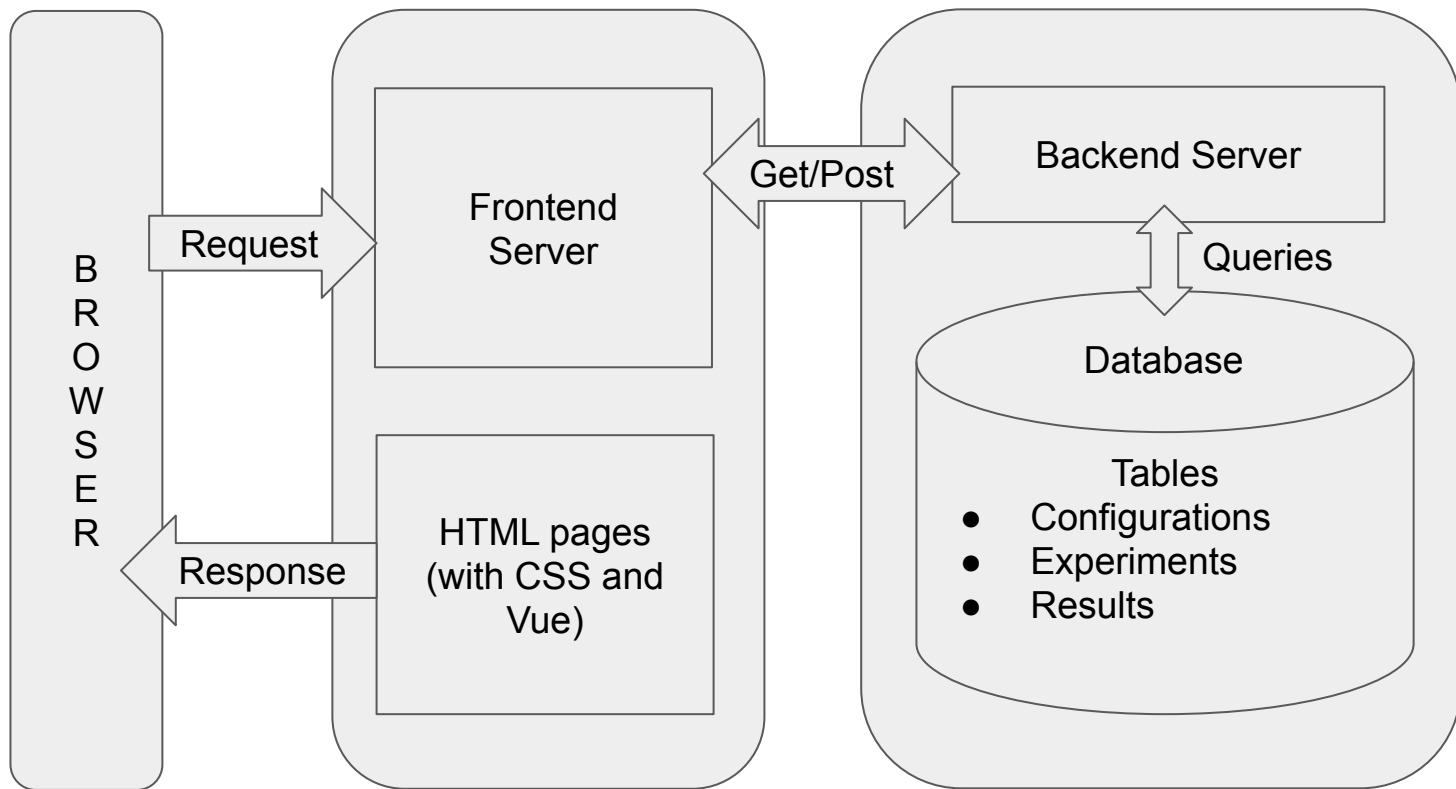 B
R
O
W
S
E
R
Request
Response
Frontend
Server
HTML pages
(with CSS and
Vue)
Get/Post
Backend Server
Queries
Database
Tables
● Configurations
● Experiments
● Results